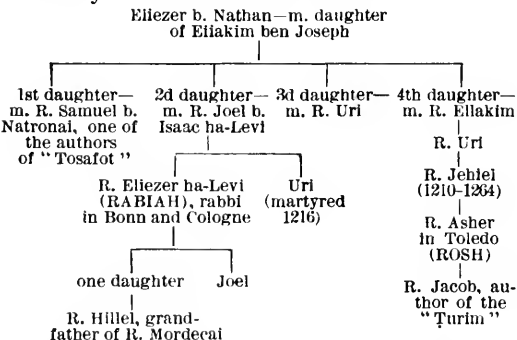 Eliezer b. Nathan—m. daughter
of Eliakim ben Joseph
1st daughter—
m. R. Samuel b.
Natronai, one of
the authors
of "Tosafot"
2d daughter—
m. R. Joel b.
Isaac ha-Levi
3d daughter—
m. R. Uri
4th daughter—
m. R. Ellakim
R. Eliezer ha-Levi
(RABIAH), rabbi
in Bonn and Cologne
Uri
(martyred
1216)
one daughter
Joel
R. Hillel, grand-
father of R. Mordecai
R. Uri
R. Jehiel
(1210–1264)
R. Asher
in Toledo
(ROSH)
R. Jacob, au-
thor of the
"Turim"